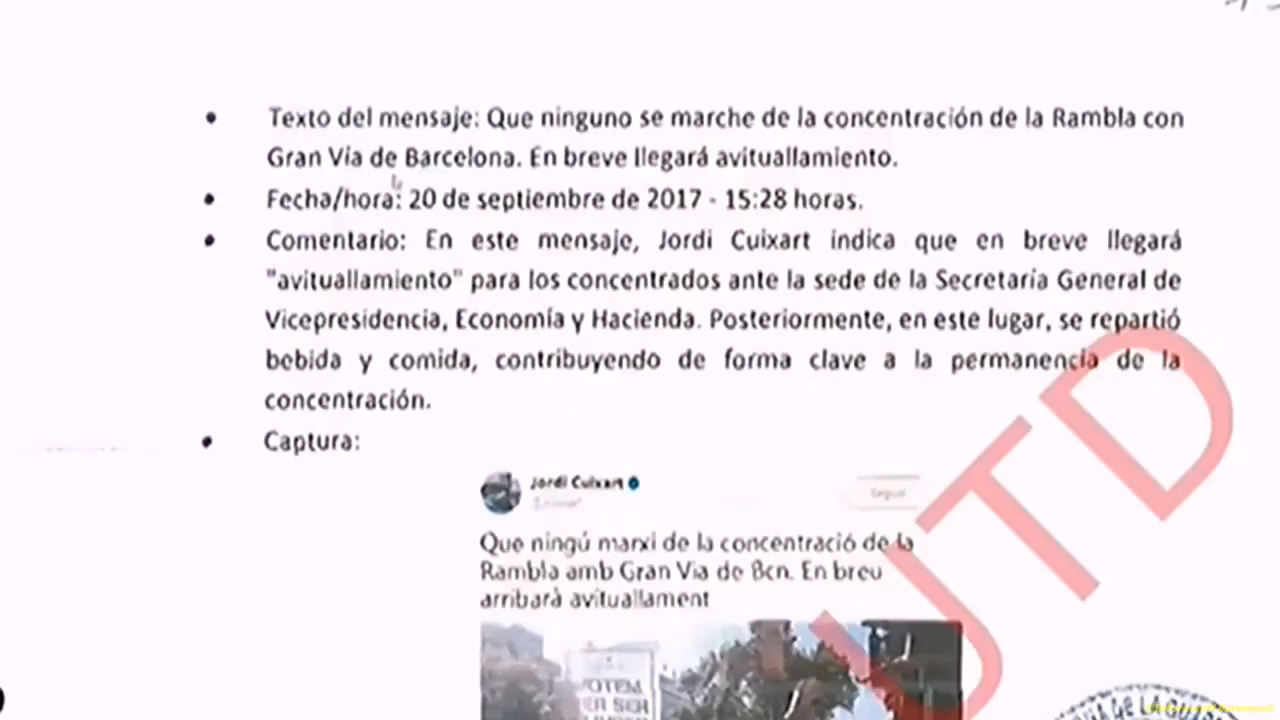 • Texto del mensaje: Que ninguno se marche de la concentración de la Rambla con
Gran Vía de Barcelona. En breve llegará avituallamiento.
• Fecha/hora: 20 de septiembre de 2017 - 15:28 horas.
• Comentario: En este mensaje, Jordi Cuixart indica que en breve llegará
"avituallamiento" para los concentrados ante la sede de la Secretaria General de
Vicepresidencia, Economía y Hacienda. Posteriormente, en este lugar, se repartió
bebida y comida, contribuyendo de forma clave a la permanencia de la
concentración.
• Captura:
Jordi Cuixart
Seguir
Que ningú marxi de la concentració de la
Rambla amb Gran Via de Bcn. En breu
arribarà avituallament
VOTEM
PER SER
UTD